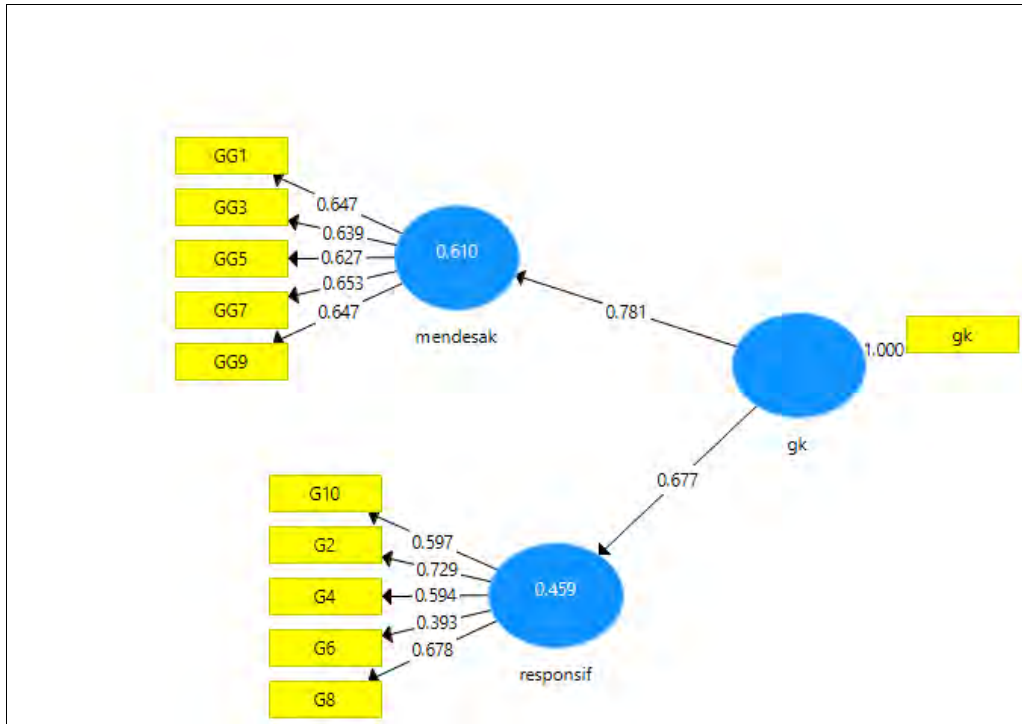 GG1
GG3
GG5
GG7
GG9
0.647
0.639
0.627
0.653
0.647
0.610
mendesak
0.781
1.000
gk
gk
0.677
G10
G2
G4
G6
G8
0.597
0.729
0.594
0.393
0.678
0.459
responsif